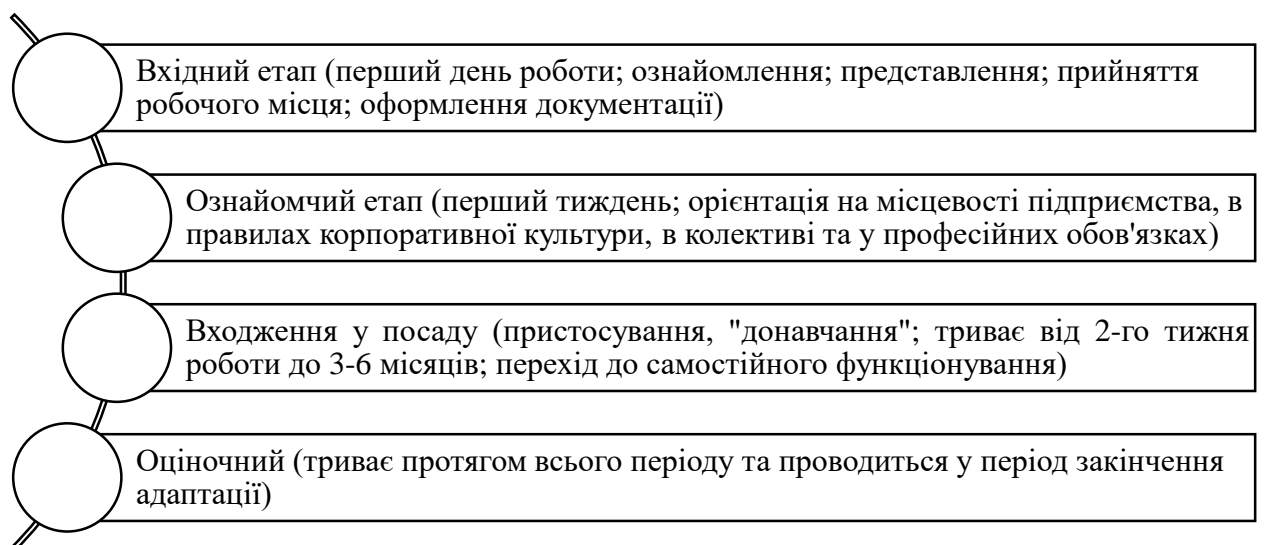 Вхідний етап (перший день роботи; ознайомлення; представлення; прийняття
робочого місця; оформлення документації)
Ознайомчий етап (перший тиждень; орієнтація на місцевості підприємства, в
правилах корпоративної культури, в колективі та у професійних обов'язках)
Входження у посаду (пристосування, "донавчання"; триває від 2-го тижня
роботи до 3-6 місяців; перехід до самостійного функціонування)
Оціночний (триває протягом всього періоду та проводиться у період закінчення
адаптації)